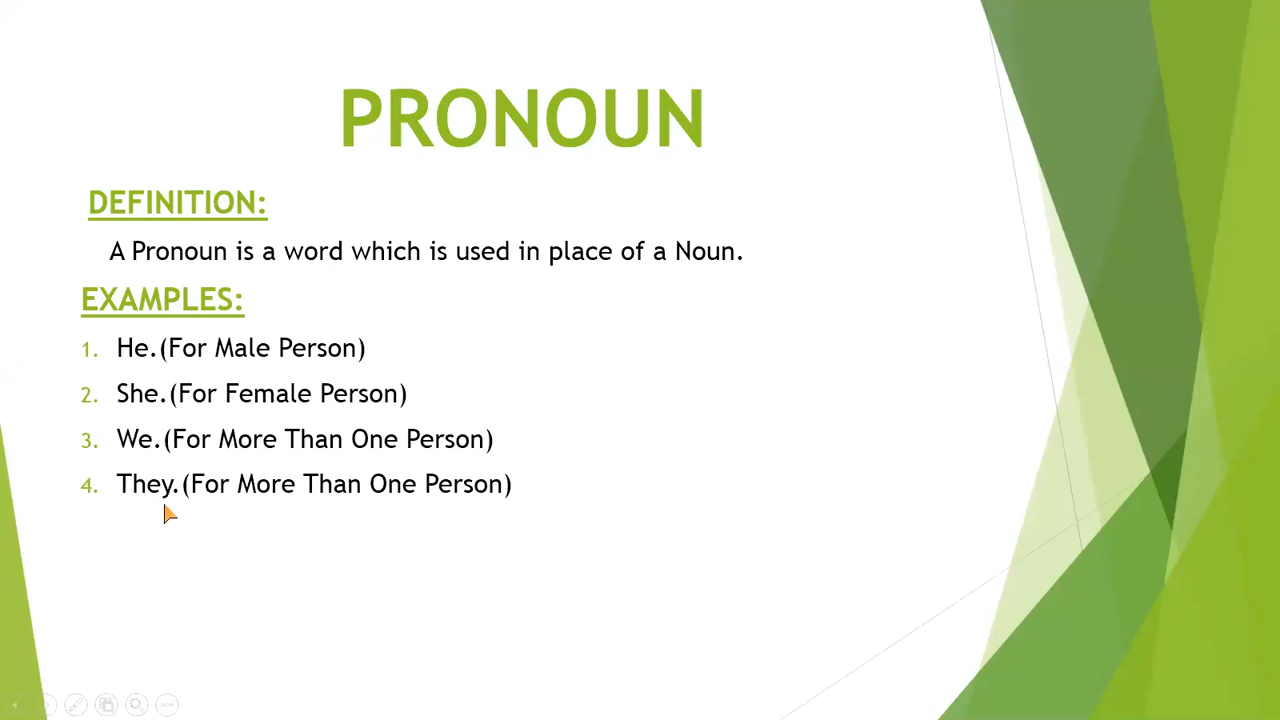 PRONOUN
DEFINITION:
A Pronoun is a word which is used in place of a Noun.
EXAMPLES:
1. He.(For Male Person)
2. She.(For Female Person)
3. We.(For More Than One Person)
4. They.(For More Than One Person)